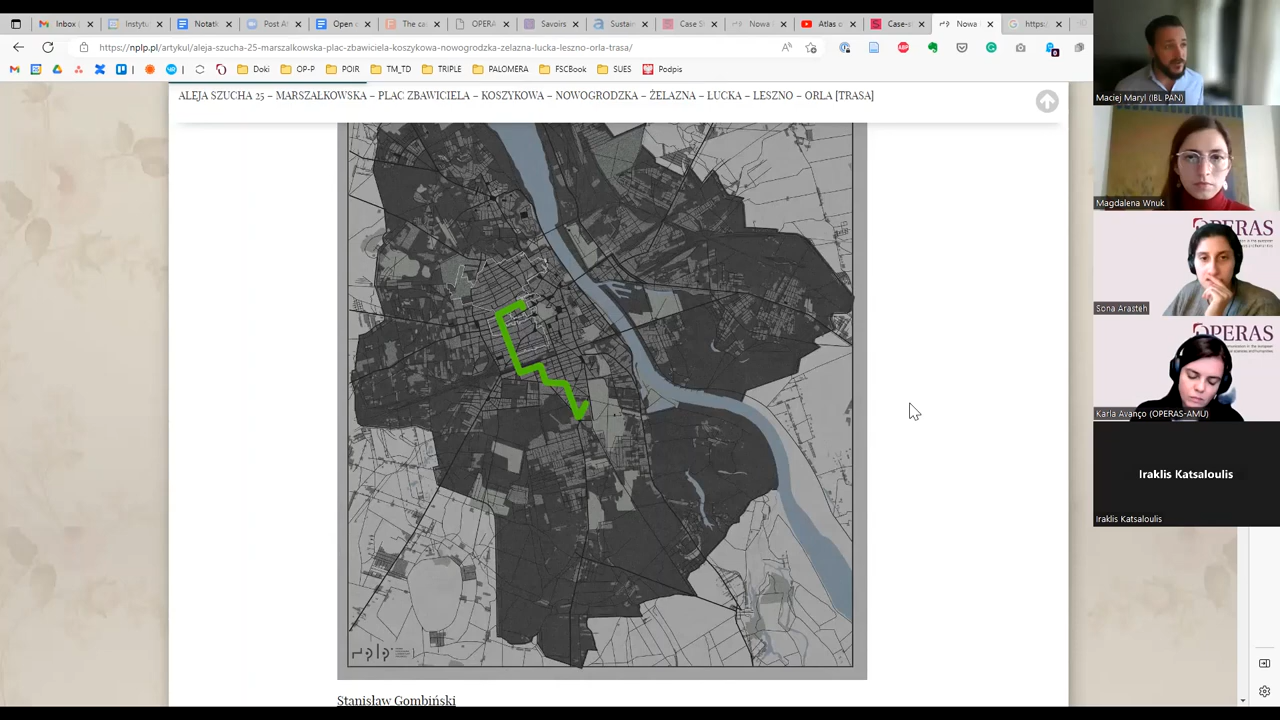 Inbox (
Instytu
Notatk
Post Af
Open c
The ca
OPERA
Savoirs
Sustain
Case S
Nowa
Atlas o
Case-s
Nowa
https:/
https://nplp.pl/artykul/aleja-szucha-25-marszalkowska-plac-zbawiciela-koszykowa-nowogrodzka-zelazna-lucka-leszno-orla-trasa/
Doki
OP-P
POIR
TM_TD
TRIPLE
PALOMERA
FSCBook
SUES
Podpis
ALEJA SZUCHA 25 – MARSZAŁKOWSKA – PLAC ZBAWICIELA – KOSZYKOWA – NOWOGRODZKA – ŻELAZNA – LUCKA – LESZNO – ORLA [TRASA]
nplp
Stanisław Gombiński
Maciej Maryl (IBL PAN)
Magdalena Wnuk
OPERAS
Sona Arasteh
OPERAS
Karla Avanço (OPERAS-AMU)
Iraklis Katsaloulis
Iraklis Katsaloulis